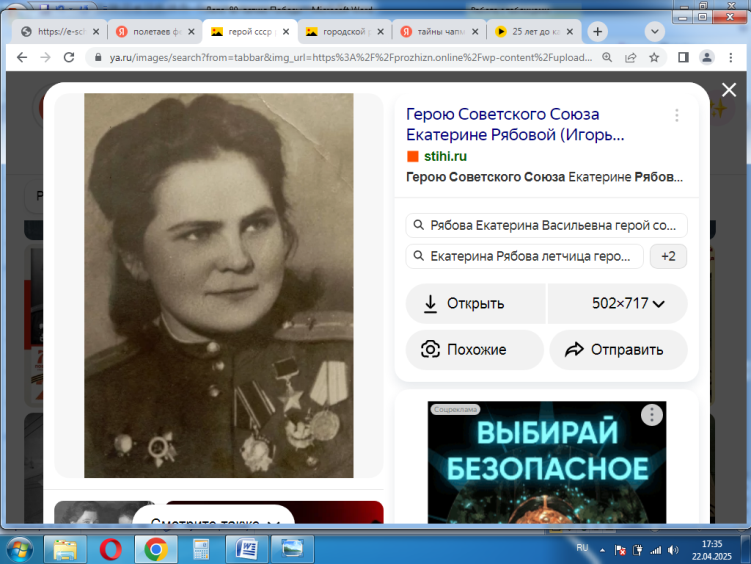 https://e-scl
полетаев ф
герой ссср р
городской р
тайны чапм
25 лет до к
ya.ru/images/search?from=tabbar&img_url=https%3A%2F%2Fprozhizn.online%2Fwp-content%2Fupload...
Герою Советского Союза
Екатерине Рябовой (Игорь...
stihi.ru
Герою Советского Союза Екатерине Рябов...
Рябова Екатерина Васильевна герой со...
Екатерина Рябова летчица геро...
+2
Открыть
502×717
Похожие
Отправить
Соцреклама
ВЫБИРАЙ
БЕЗОПАСНОЕ
Смотрите также
RU
17:35
22.04.2025